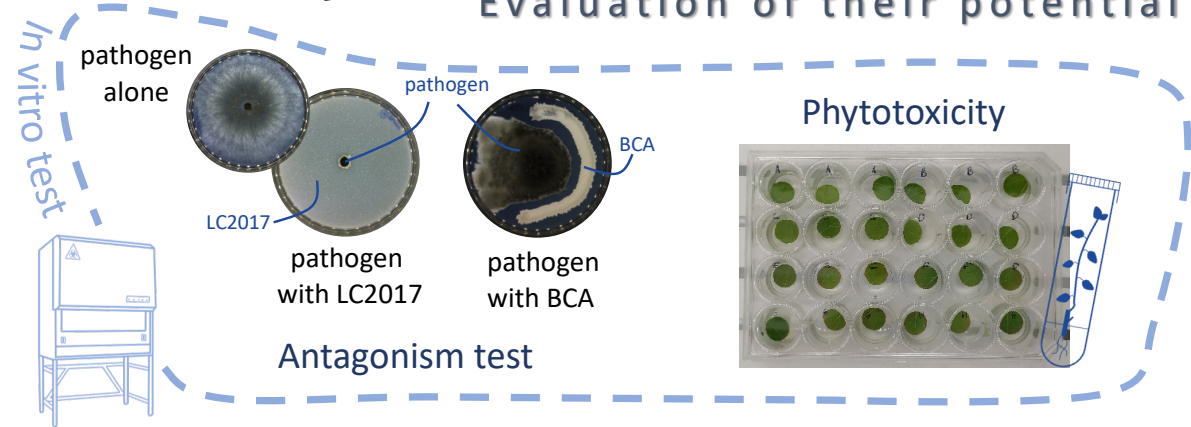 Evaluation of their potential
In vitro test
pathogen
alone
pathogen
BCA
LC2017
pathogen
with LC2017
pathogen
with BCA
Antagonism test
Phytotoxicity